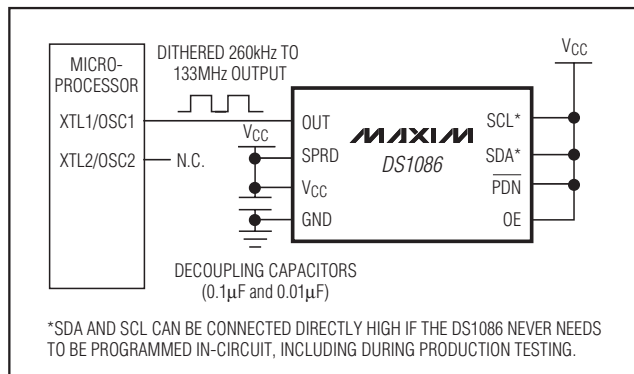 MICRO-
PROCESSOR
XTL1/OSC1
XTL2/OSC2
N.C.
DITHERED 260kHz TO
133MHz OUTPUT
VCC
OUT
SPRD
VCC
GND
MAXIM
DS1086
SCL*
SDA*
PDN
OE
VCC
DECOUPLING CAPACITORS
(0.1μF and 0.01μF)
*SDA AND SCL CAN BE CONNECTED DIRECTLY HIGH IF THE DS1086 NEVER NEEDS
TO BE PROGRAMMED IN-CIRCUIT, INCLUDING DURING PRODUCTION TESTING.